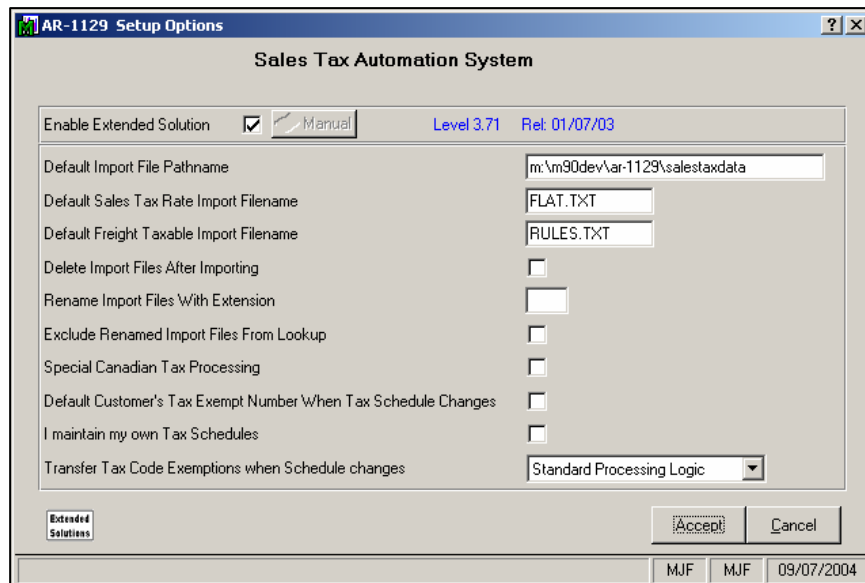 AR-1129 Setup Options
Sales Tax Automation System
Enable Extended Solution Manual Level 3.71 Rel: 01/07/03
Default Import File Pathname m:\m90dev\ar-1129\salestaxdata
Default Sales Tax Rate Import Filename FLAT.TXT
Default Freight Taxable Import Filename RULES.TXT
Delete Import Files After Importing
Rename Import Files With Extension
Exclude Renamed Import Files From Lookup
Special Canadian Tax Processing
Default Customer's Tax Exempt Number When Tax Schedule Changes
I maintain my own Tax Schedules
Transfer Tax Code Exemptions when Schedule changes Standard Processing Logic
Extended
Solutions
Accept Cancel
MJF MJF 09/07/2004